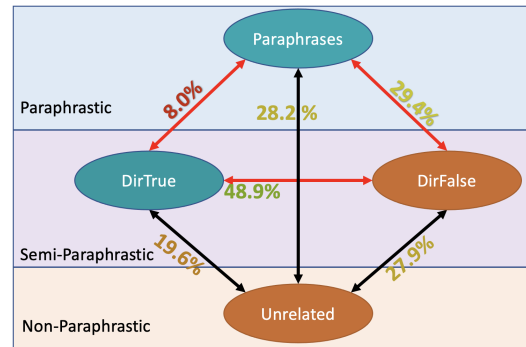 Paraphrases
8.0%
28.2 %
29.4%
Paraphrastic
DirTrue
48.9%
DirFalse
Semi-Paraphrastic
19.6%
27.9%
Unrelated
Non-Paraphrastic